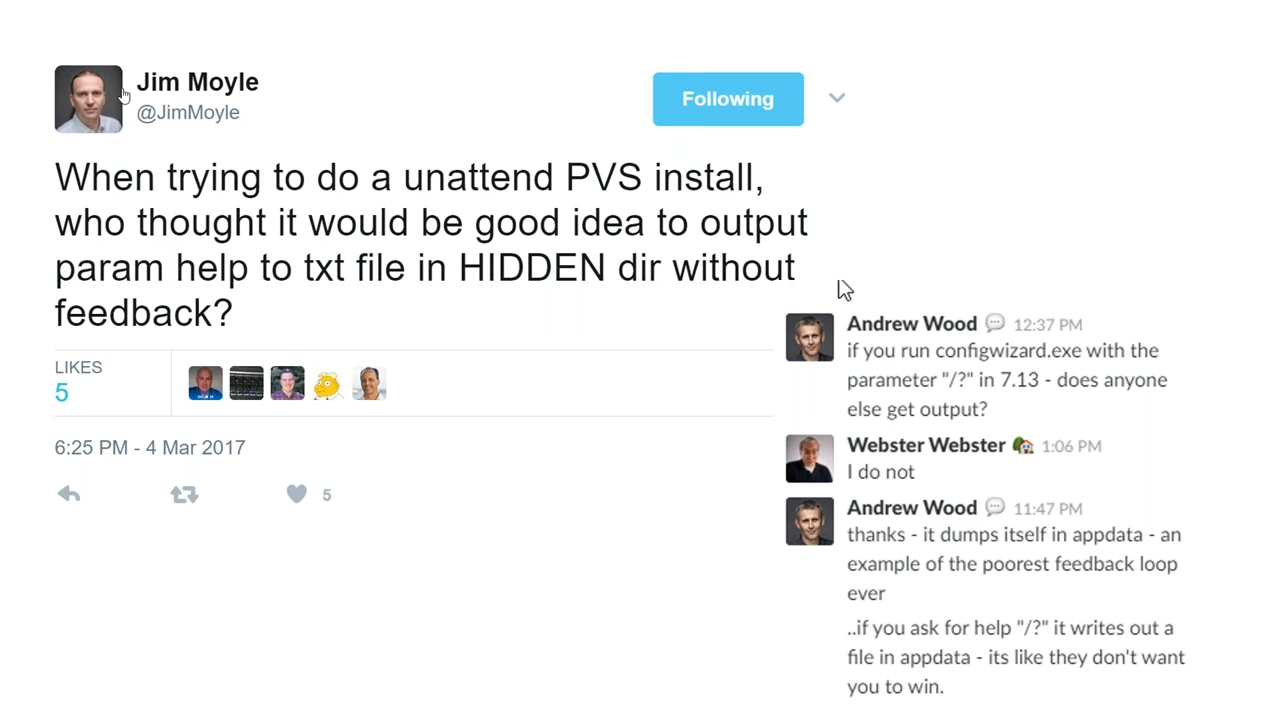 Jim Moyle
@JimMoyle
Following
When trying to do a unattend PVS install,
who thought it would be good idea to output
param help to txt file in HIDDEN dir without
feedback?
LIKES
5
6:25 PM - 4 Mar 2017
5
Andrew Wood 12:37 PM
if you run configwizard.exe with the
parameter "/?" in 7.13 - does anyone
else get output?
Webster Webster 1:06 PM
I do not
Andrew Wood 11:47 PM
thanks - it dumps itself in appdata - an
example of the poorest feedback loop
ever
..if you ask for help "/?" it writes out a
file in appdata - its like they don't want
you to win.